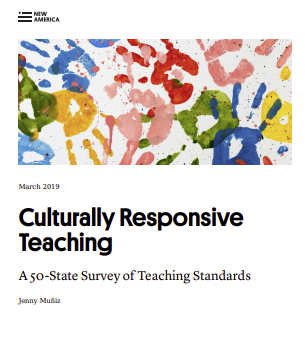 NEW
AMERICA
March 2019
Culturally Responsive
Teaching
A 50-State Survey of Teaching Standards
Jenny Muñiz